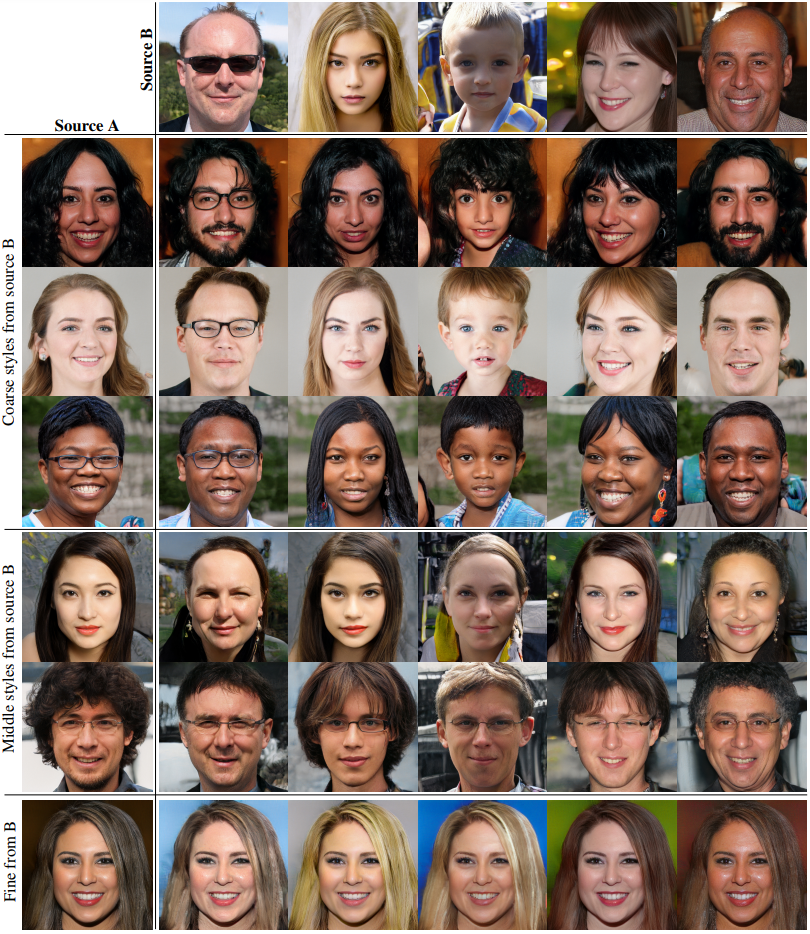 Source B
Source A
Coarse styles from source B
Middle styles from source B
Fine from B